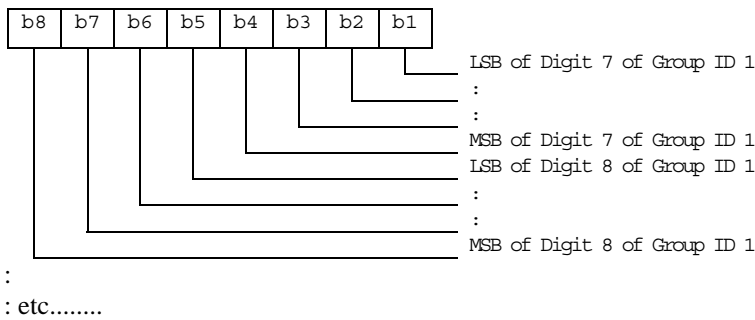 b8 b7 b6 b5 b4 b3 b2 b1
LSB of Digit 7 of Group ID 1
:
:
MSB of Digit 7 of Group ID 1
LSB of Digit 8 of Group ID 1
:
:
MSB of Digit 8 of Group ID 1
:
: etc........